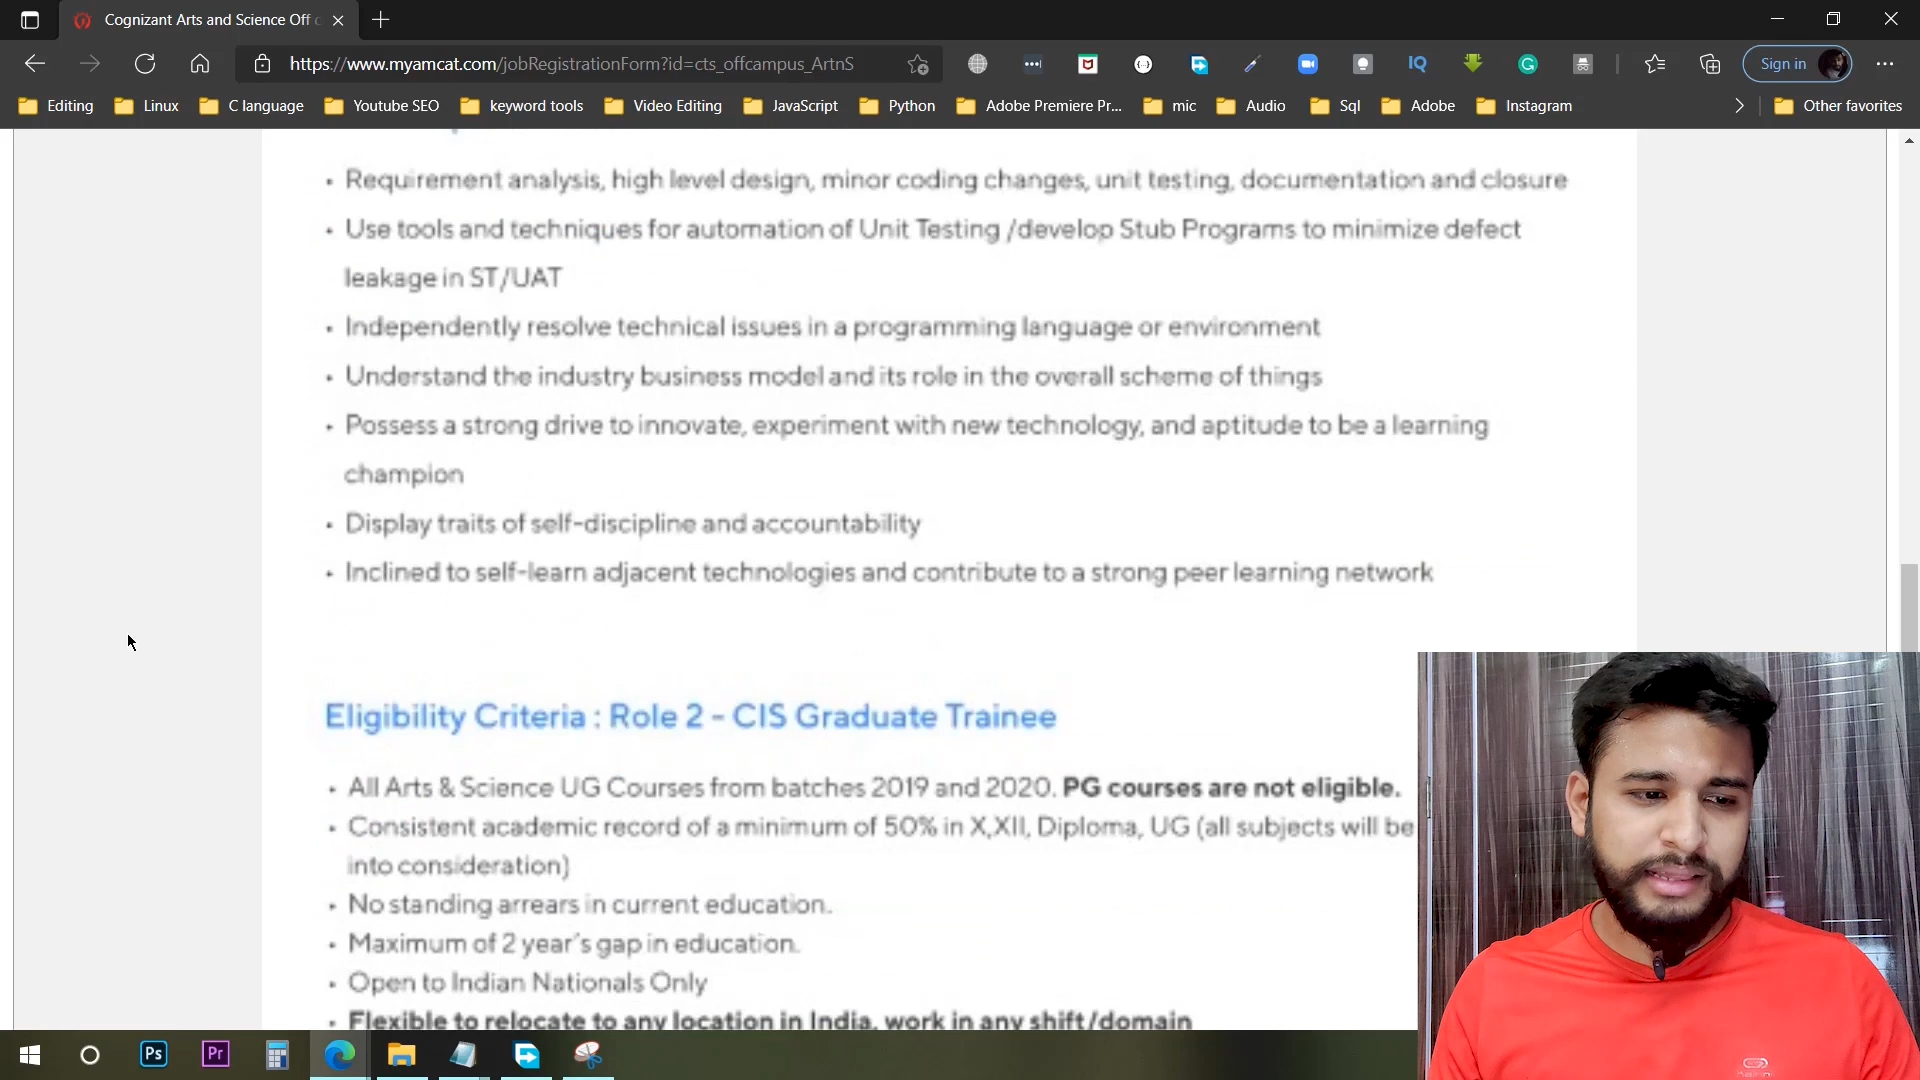 Cognizant Arts and Science Off c
https://www.myamcat.com/jobRegistrationForm?id=cts_offcampus_ArtnS
IQ
Sign in
Editing
Linux
C language
Youtube SEO
keyword tools
Video Editing
JavaScript
Python
Adobe Premiere Pr...
mic
Audio
Sql
Adobe
Instagram
Other favorites
• Requirement analysis, high level design, minor coding changes, unit testing, documentation and closure
• Use tools and techniques for automation of Unit Testing /develop Stub Programs to minimize defect
leakage in ST/UAT
• Independently resolve technical issues in a programming language or environment
• Understand the industry business model and its role in the overall scheme of things
• Possess a strong drive to innovate, experiment with new technology, and aptitude to be a learning
champion
• Display traits of self-discipline and accountability
• Inclined to self-learn adjacent technologies and contribute to a strong peer learning network
Eligibility Criteria : Role 2 - CIS Graduate Trainee
• All Arts & Science UG Courses from batches 2019 and 2020. PG courses are not eligible.
• Consistent academic record of a minimum of 50% in X,XII, Diploma, UG (all subjects will be
into consideration)
• No standing arrears in current education.
• Maximum of 2 year's gap in education.
• Open to Indian Nationals Only
• Flexible to relocate to any location in India, work in any shift/domain
Ps
Pr